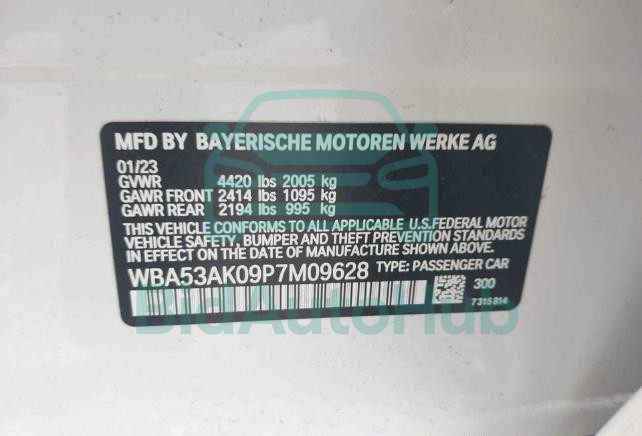 MFD BY BAYERISCHE MOTOREN WERKE AG
01/23
GVWR 4420 lbs 2005 kg
GAWR FRONT 2414 lbs 1095 kg
GAWR REAR 2194 lbs 995 kg
THIS VEHICLE CONFORMS TO ALL APPLICABLE U.S.FEDERAL MOTOR
VEHICLE SAFETY, BUMPER AND THEFT PREVENTION STANDARDS
IN EFFECT ON THE DATE OF MANUFACTURE SHOWN ABOVE.
WBA53AK09P7M09628 TYPE: PASSENGER CAR
300
7315814
BidAutoHub